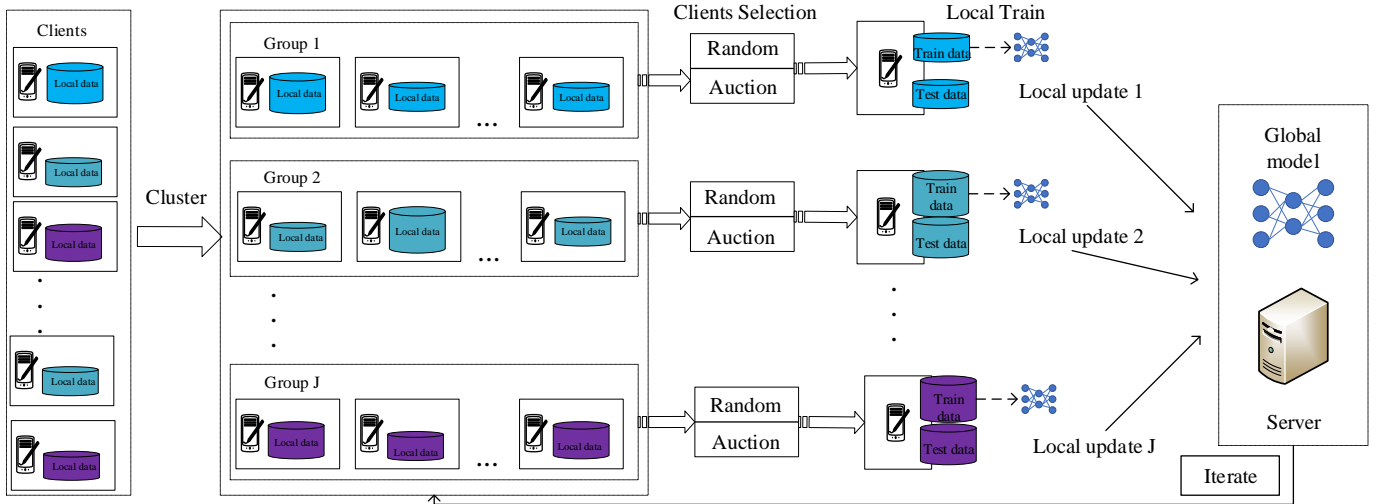 Clients
Local data
Local data
Local data
Local data
Local data
Cluster
Group 1
Local data
Local data
...
Local data
Group 2
Local data
Local data
...
Local data
Group J
Local data
Local data
...
Local data
Clients Selection
Random
Auction
Random
Auction
Random
Auction
Local Train
Train data
Test data
Train
data
Test data
Train
data
Test data
Local update 1
Local update 2
Local update J
Global
model
Server
Iterate